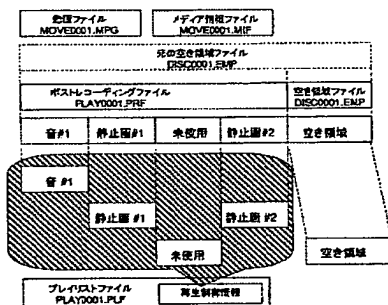 動画ファイル
MOVE0001.MPG
メディア情報ファイル
MOVE0001.MIF
元の空き領域ファイル
DISC0001.EMP
ポストレコーディングファイル
PLAY0001.PRF
空き領域ファイル
DISC0001.EMP
音#1 静止画#1 未使用 静止画#2 空き領域
音 #1
静止画 #1 静止画 #2
未使用
空き領域
プレイリストファイル
PLAY0001.PLF
再生制御情報